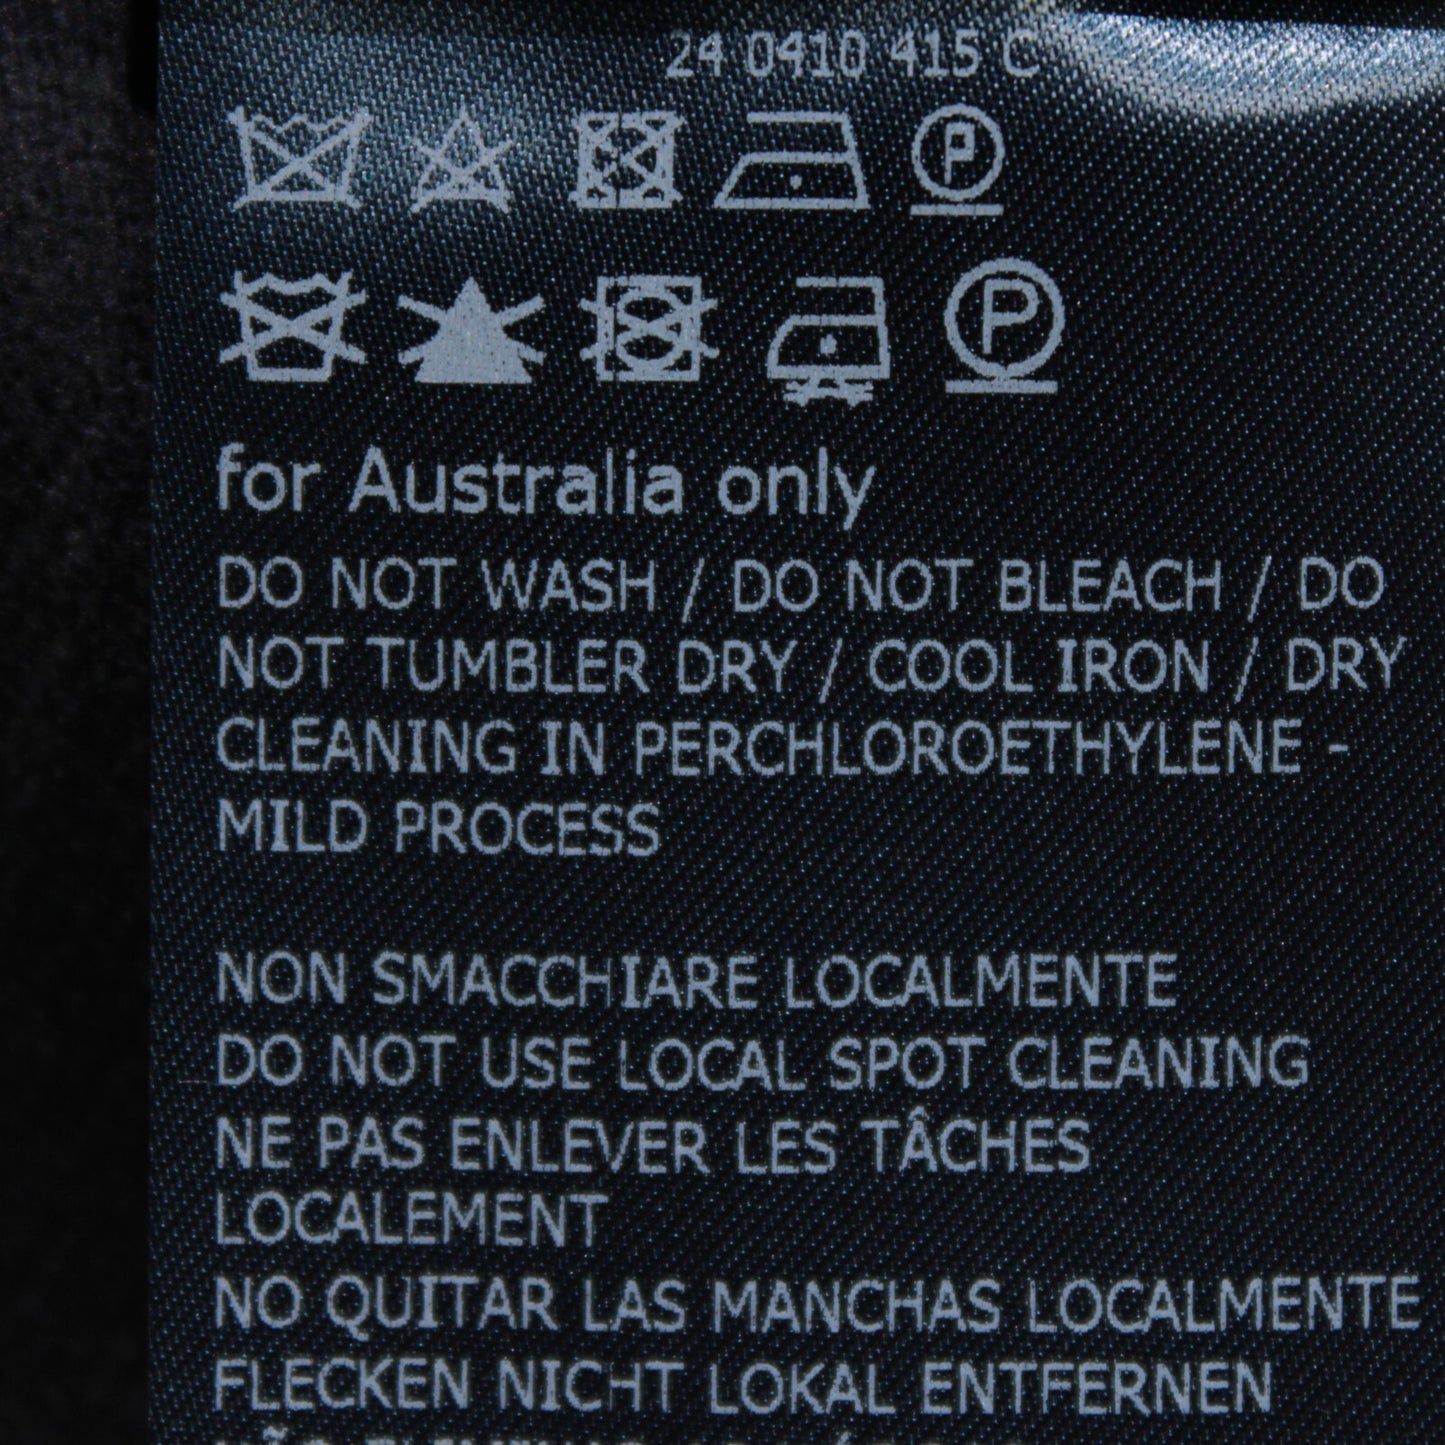 24 0410 415 C
P
P
for Australia only
DO NOT WASH / DO NOT BLEACH / DO
NOT TUMBLER DRY / COOL IRON / DRY
CLEANING IN PERCHLOROETHYLENE -
MILD PROCESS
NON SMACCHIARE LOCALMENTE
DO NOT USE LOCAL SPOT CLEANING
NE PAS ENLEVER LES TÂCHES
LOCALEMENT
NO QUITAR LAS MANCHAS LOCALMENTE
FLECKEN NICHT LOKAL ENTFERNEN